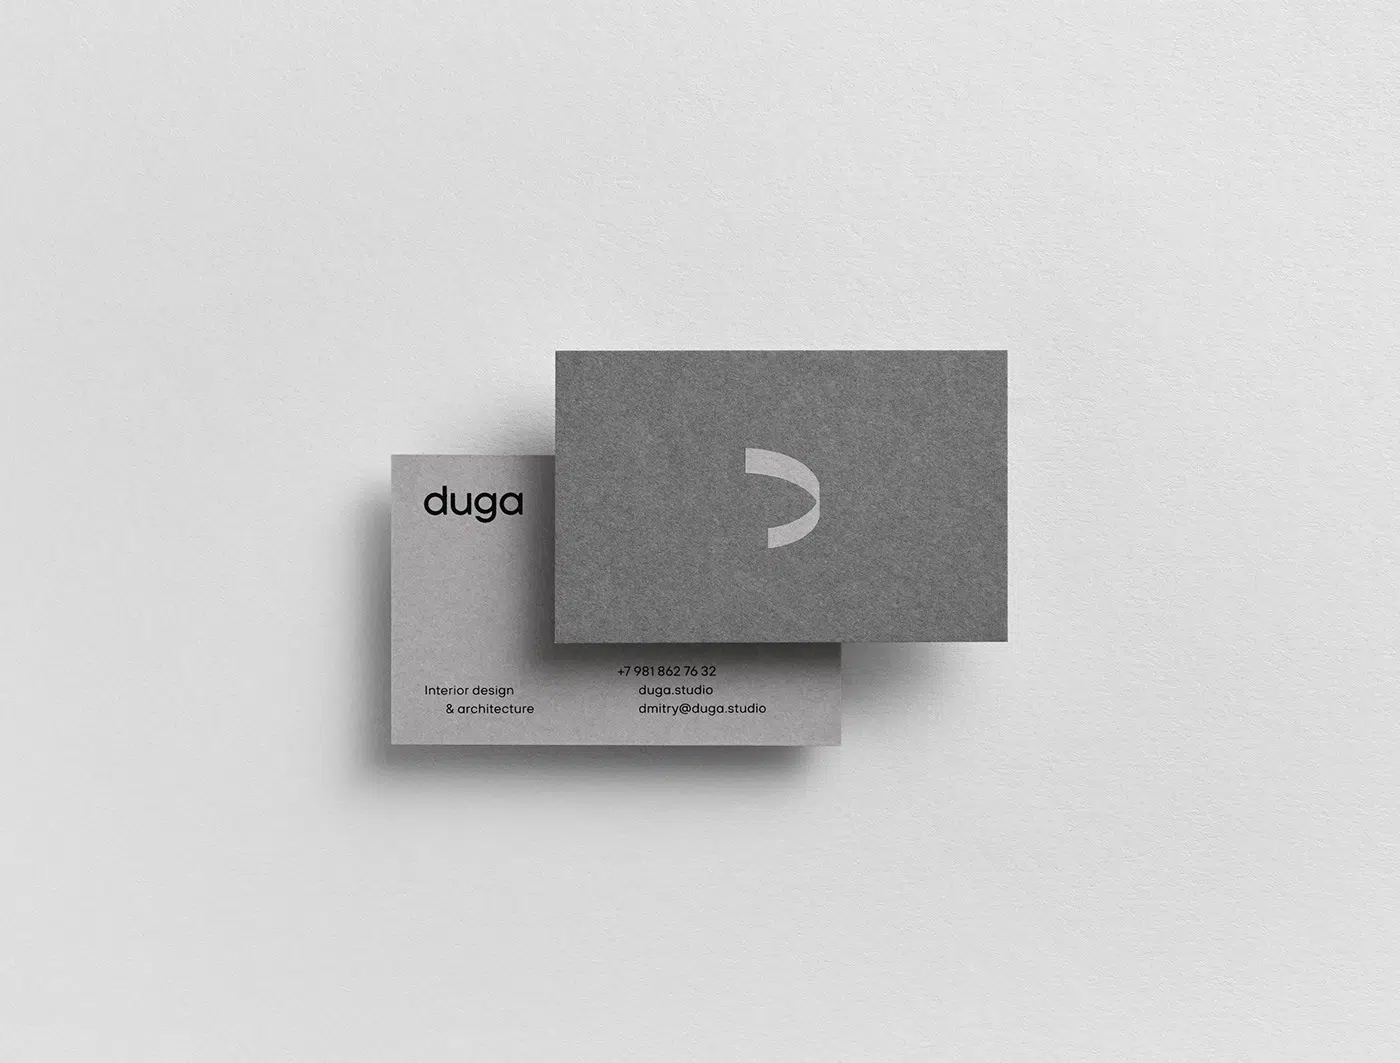 duga
Interior design
& architecture
+7 981 862 76 32
duga.studio
dmitry@duga.studio